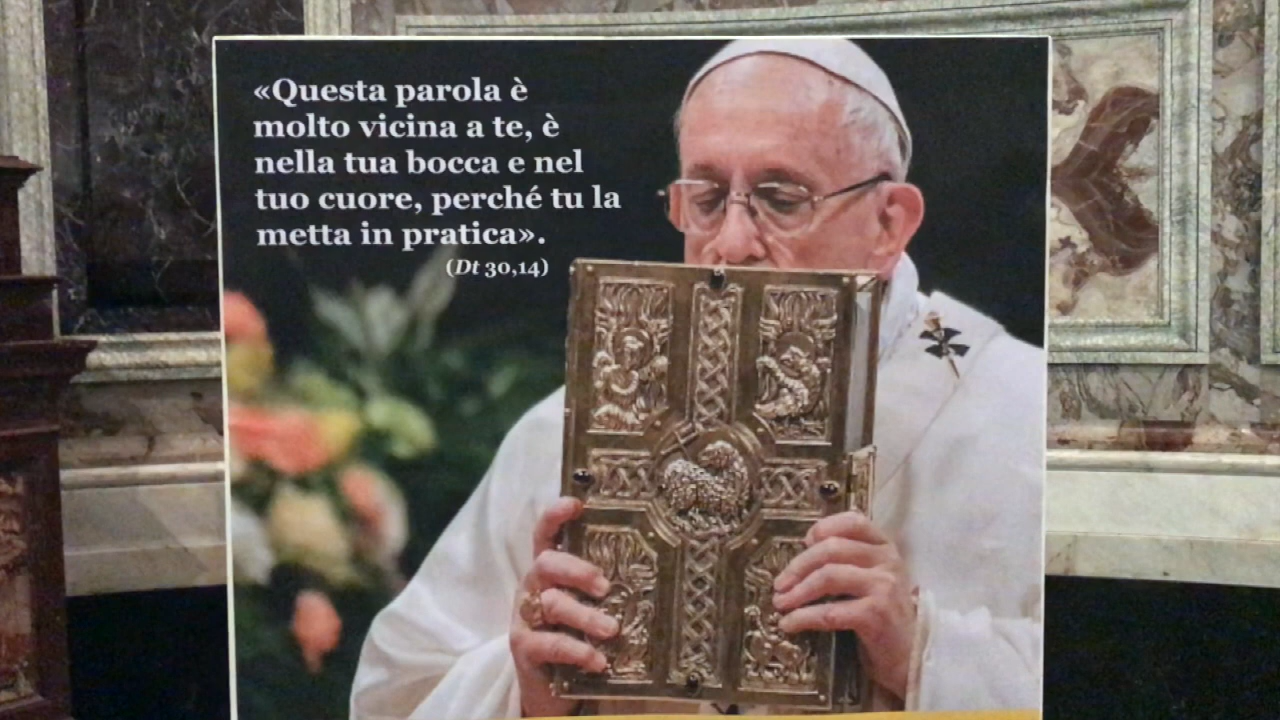 «Questa parola è
molto vicina a te, è
nella tua bocca e nel
tuo cuore, perché tu la
metta in pratica».
(Dt 30,14)